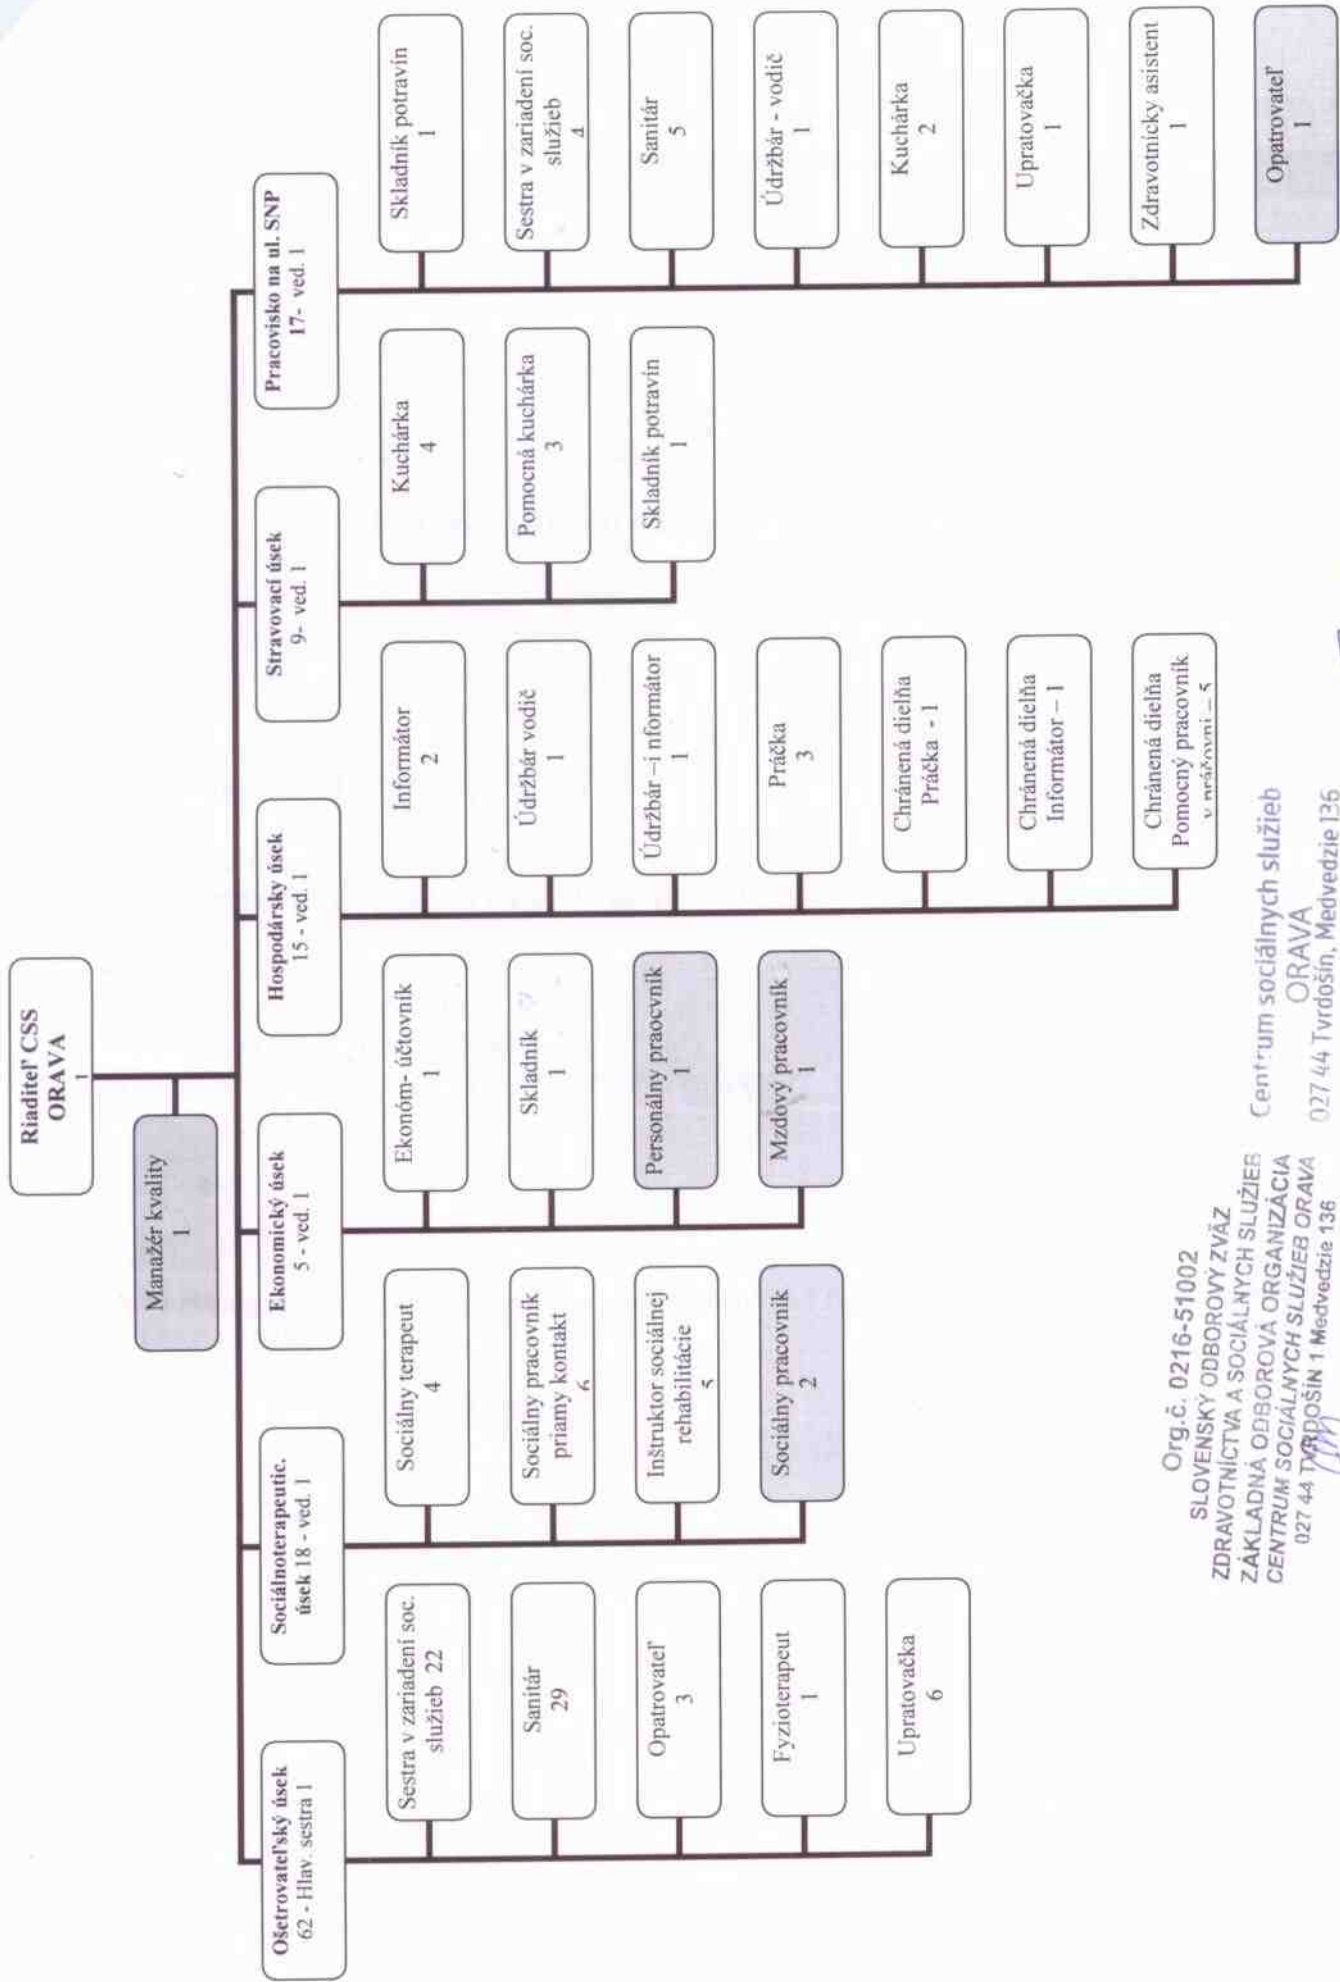 Riaditeľ CSS
ORAVA
1
Manažér kvality
1
Ošetrovateľský úsek
62 - Hlav. sestra 1
Sestra v zariadení soc.
služieb 22
Sanitár
29
Opatrovateľ
3
Fyzioterapeut
1
Upratovačka
6
Sociálnoterapeutic.
úsek 18 - ved. 1
Sociálny terapeut
4
Sociálny pracovník
priamy kontakt
6
Inštruktor sociálnej
rehabilitácie
5
Sociálny pracovník
2
Ekonomický úsek
5 - ved. 1
Ekonóm- účtovník
1
Skladník
1
Personálny praocvník
1
Mzdový pracovník
1
Hospodársky úsek
15 - ved. 1
Informátor
2
Údržbár vodič
1
Údržbár –i nformátor
1
Práčka
3
Chránená dielňa
Práčka - 1
Chránená dielňa
Informátor – 1
Chránená dielňa
Pomocný pracovník
v práčovni – 5
Stravovací úsek
9- ved. 1
Kuchárka
4
Pomocná kuchárka
3
Skladník potravín
1
Pracovisko na ul. SNP
17- ved. 1
Skladník potravín
1
Sestra v zariadení soc.
služieb
4
Sanitár
5
Údržbár - vodič
1
Kuchárka
2
Upratovačka
1
Zdravotnícky asistent
1
Opatrovateľ
1
Org.č. 0216-51002
SLOVENSKÝ ODBOROVÝ ZVÄZ
ZDRAVOTNÍCTVA A SOCIÁLNYCH SLUŽIEB
ZÁKLADNÁ ODBOROVÁ ORGANIZÁCIA
CENTRUM SOCIÁLNYCH SLUŽIEB ORAVA
027 44 TVRDOŠÍN 1 Medvedzie 136
Centrum sociálnych služieb
ORAVA
027 44 Tvrdošín, Medvedzie 136